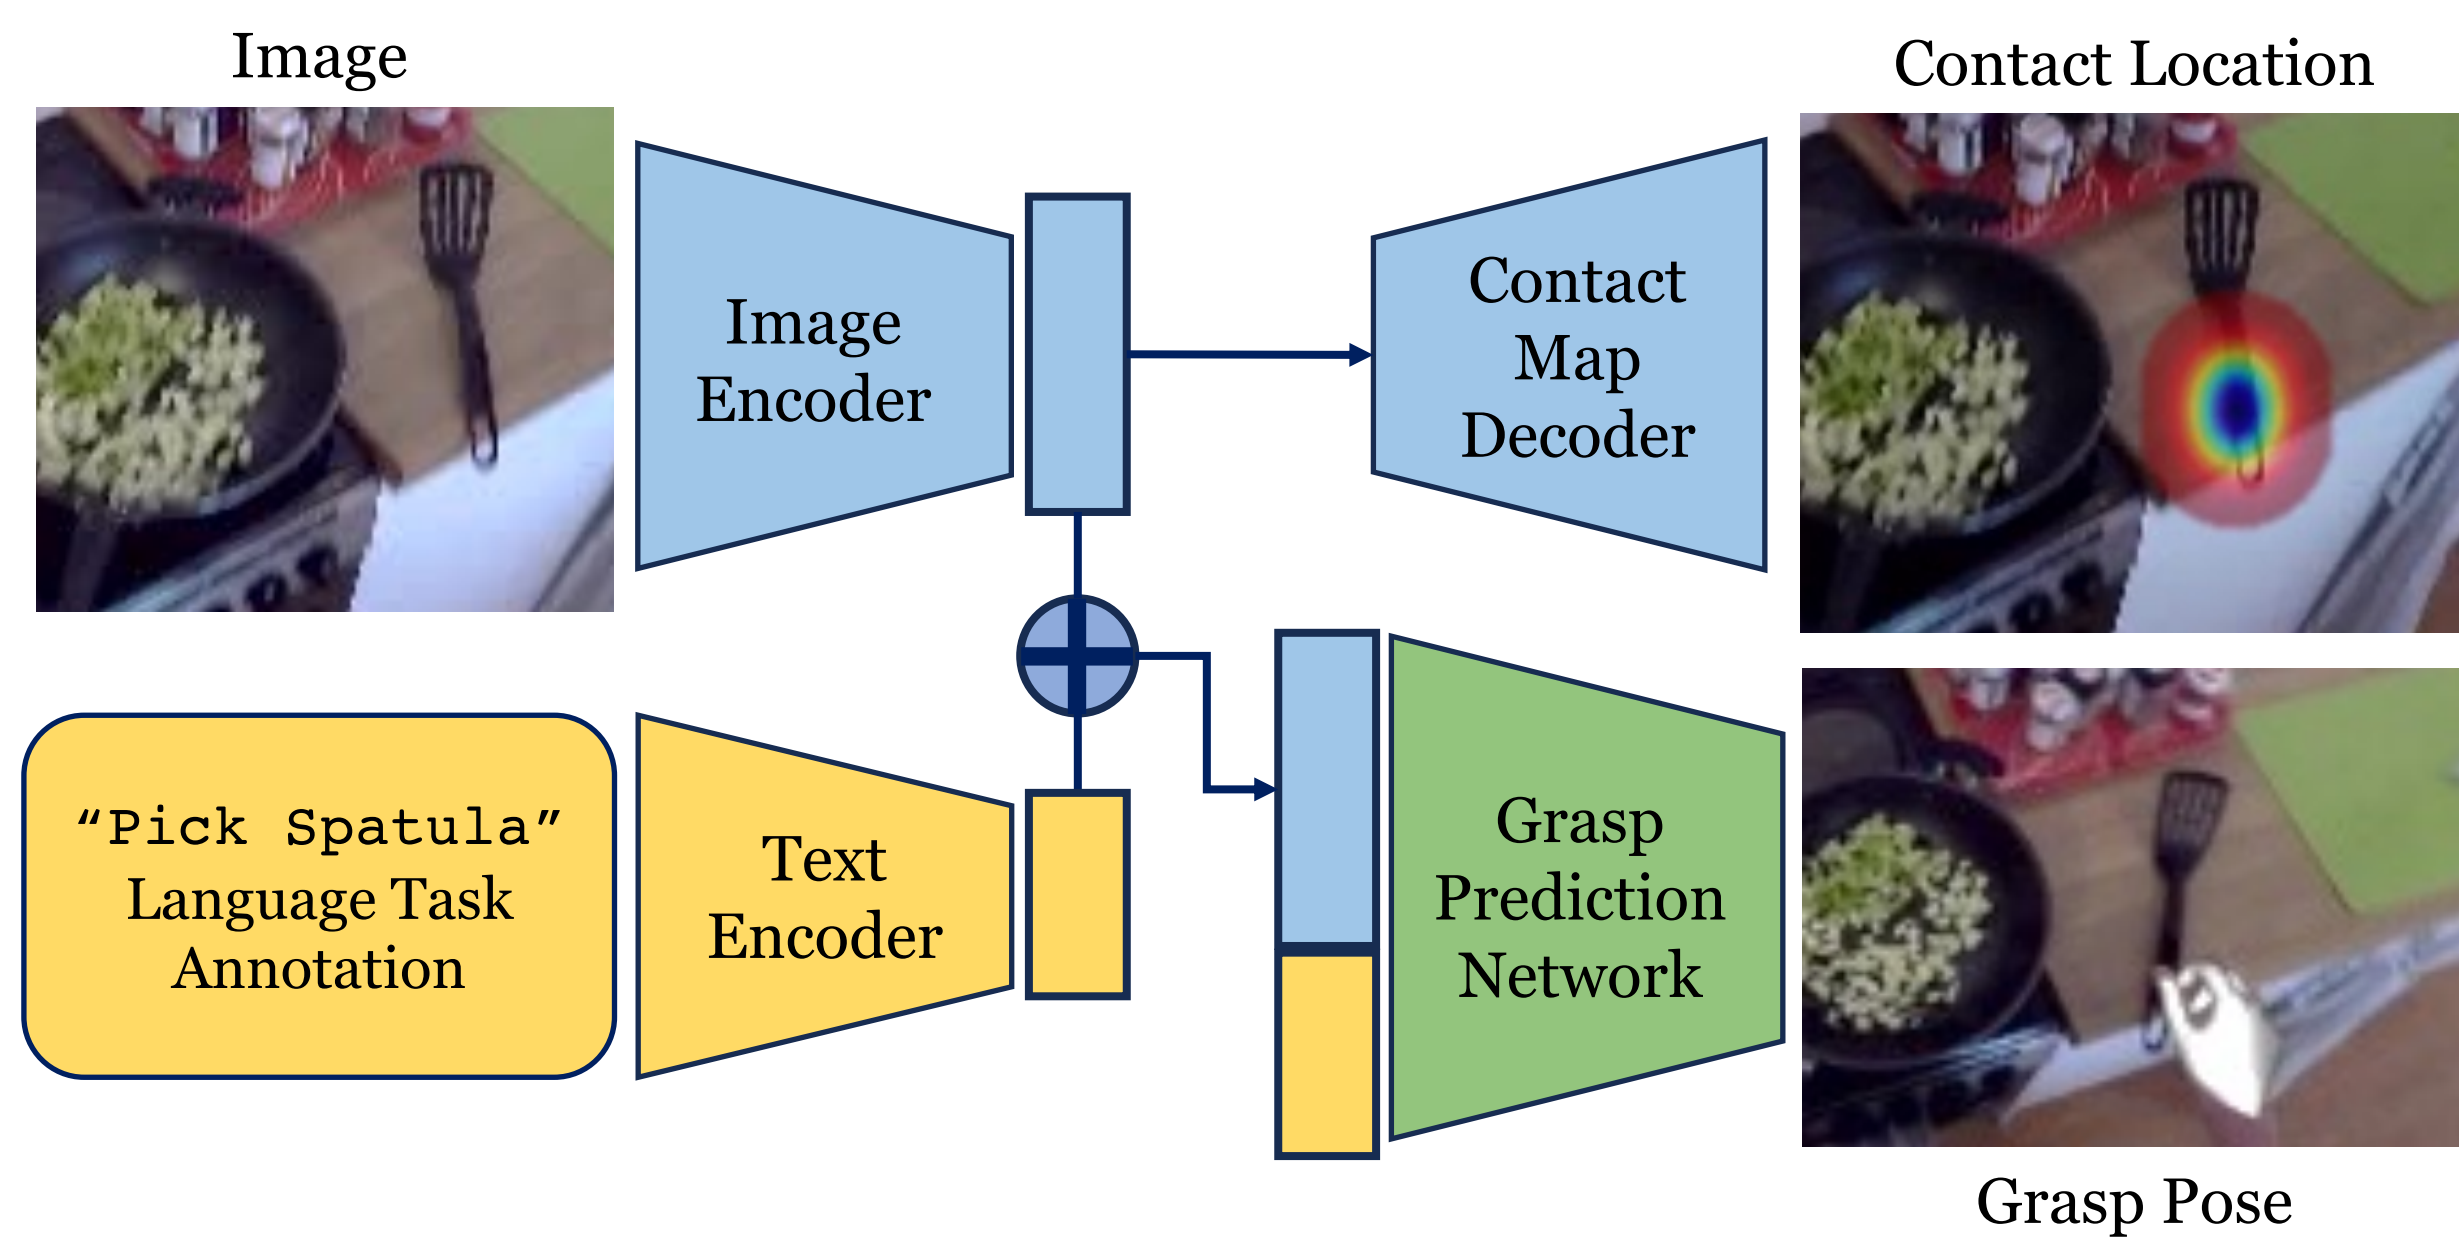 Image
Contact Location
Image
Encoder
Contact
Map
Decoder
“Pick Spatula”
Language Task
Annotation
Text
Encoder
Grasp
Prediction
Network
Grasp Pose